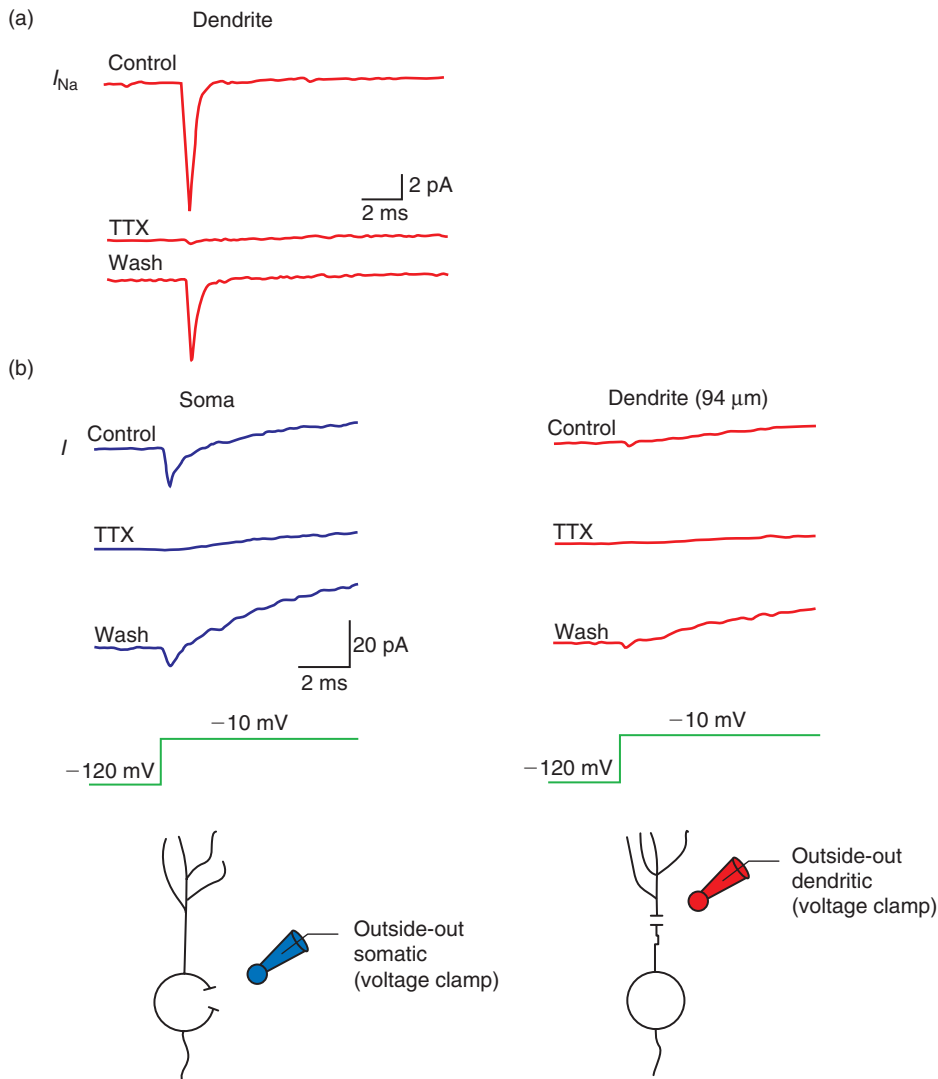 (a)
Dendrite
Control
I_Na
2 pA
2 ms
TTX
Wash
(b)
Soma
Dendrite (94 μm)
Control
Control
I
TTX
TTX
Wash
Wash
20 pA
2 ms
−10 mV
−10 mV
−120 mV
−120 mV
Outside-out
somatic
(voltage clamp)
Outside-out
dendritic
(voltage clamp)